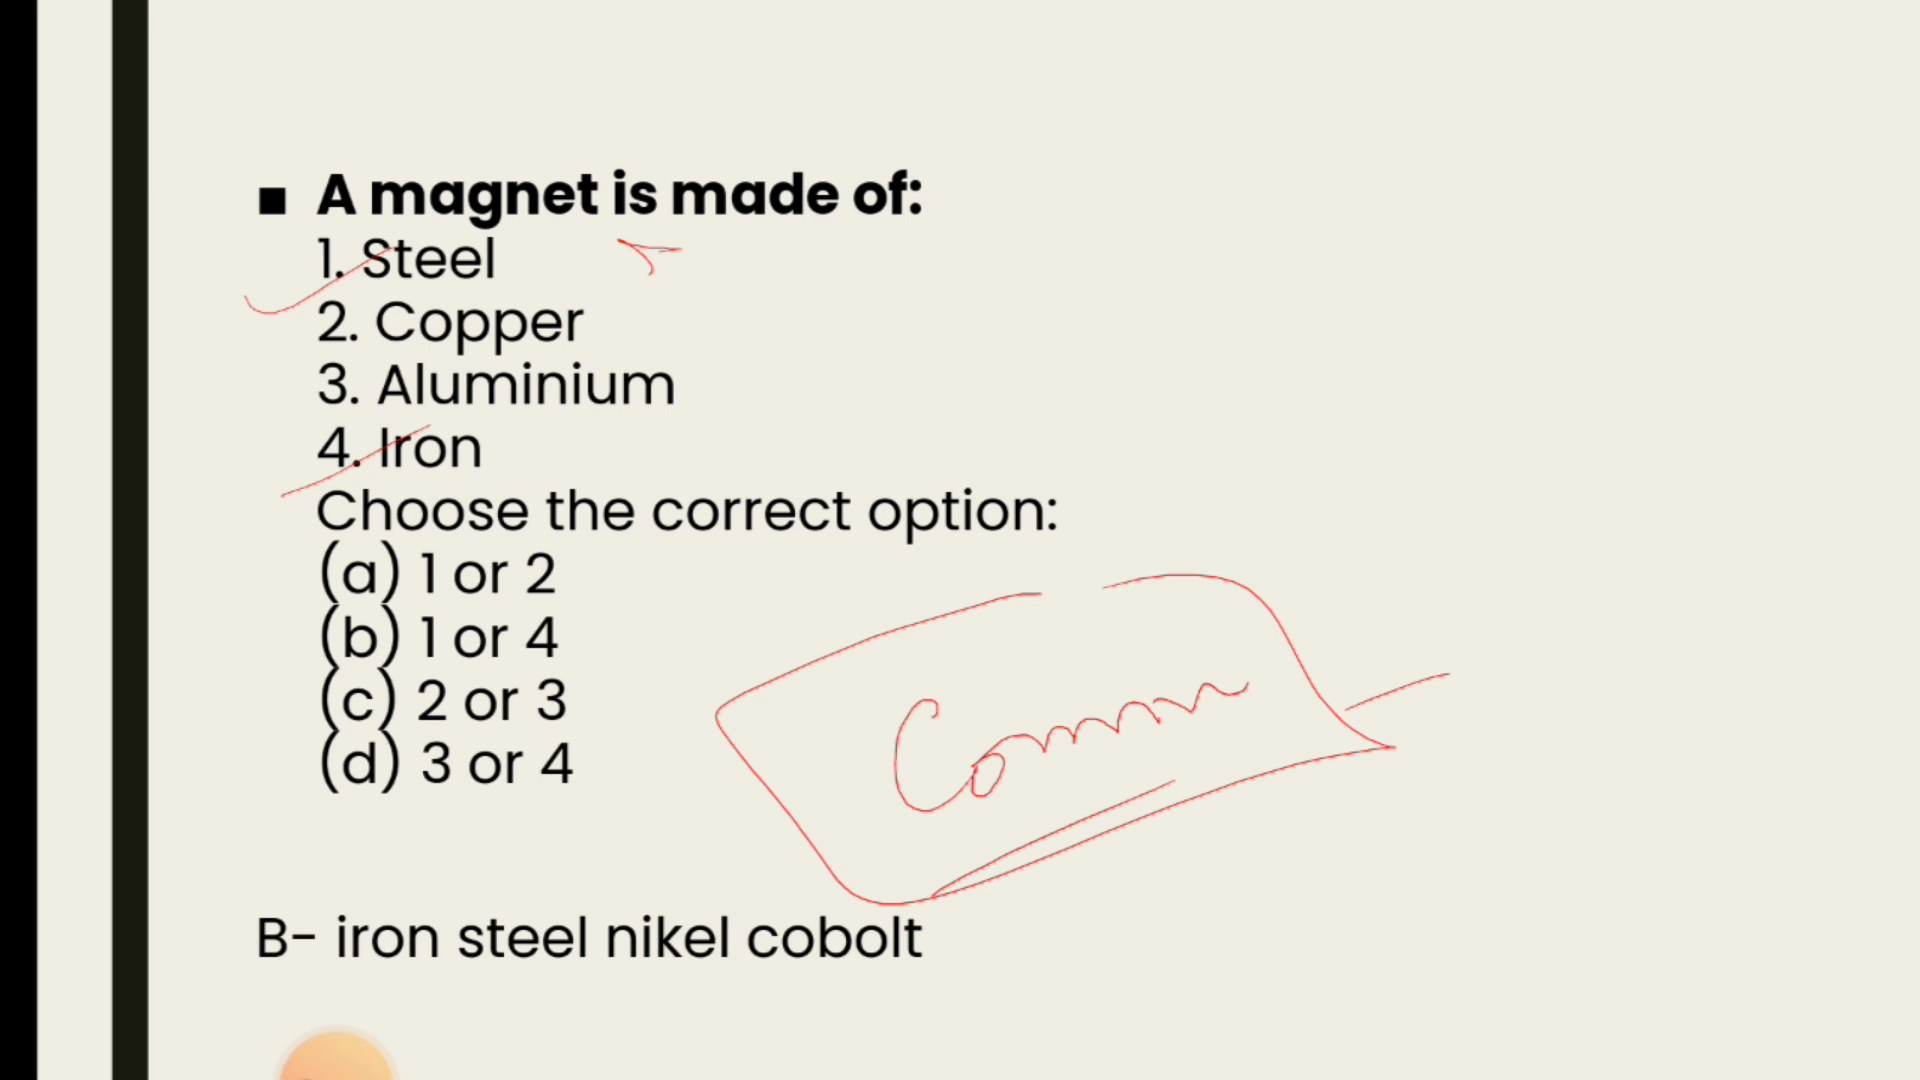 ■ A magnet is made of:
1. Steel
2. Copper
3. Aluminium
4. Iron
Choose the correct option:
(a) 1 or 2
(b) 1 or 4
(c) 2 or 3
(d) 3 or 4
B- iron steel nikel cobolt